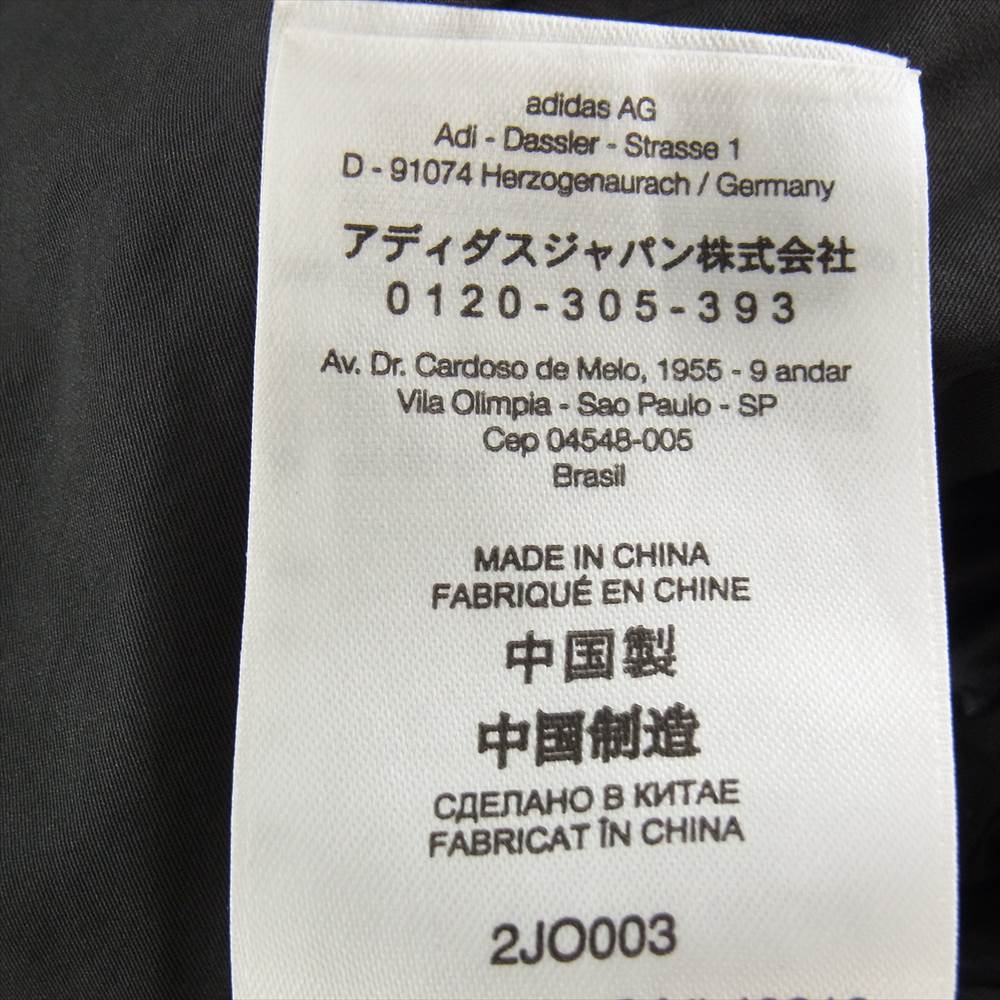 adidas AG
Adi - Dassler - Strasse 1
D - 91074 Herzogenaurach / Germany
アディダスジャパン株式会社
0120-305-393
Av. Dr. Cardoso de Melo, 1955 - 9 andar
Vila Olimpia - Sao Paulo - SP
Cep 04548-005
Brasil
MADE IN CHINA
FABRIQUÉ EN CHINE
中国製
中国制造
СДЕЛАНО В КИТАЕ
FABRICAT ÎN CHINA
2JO003